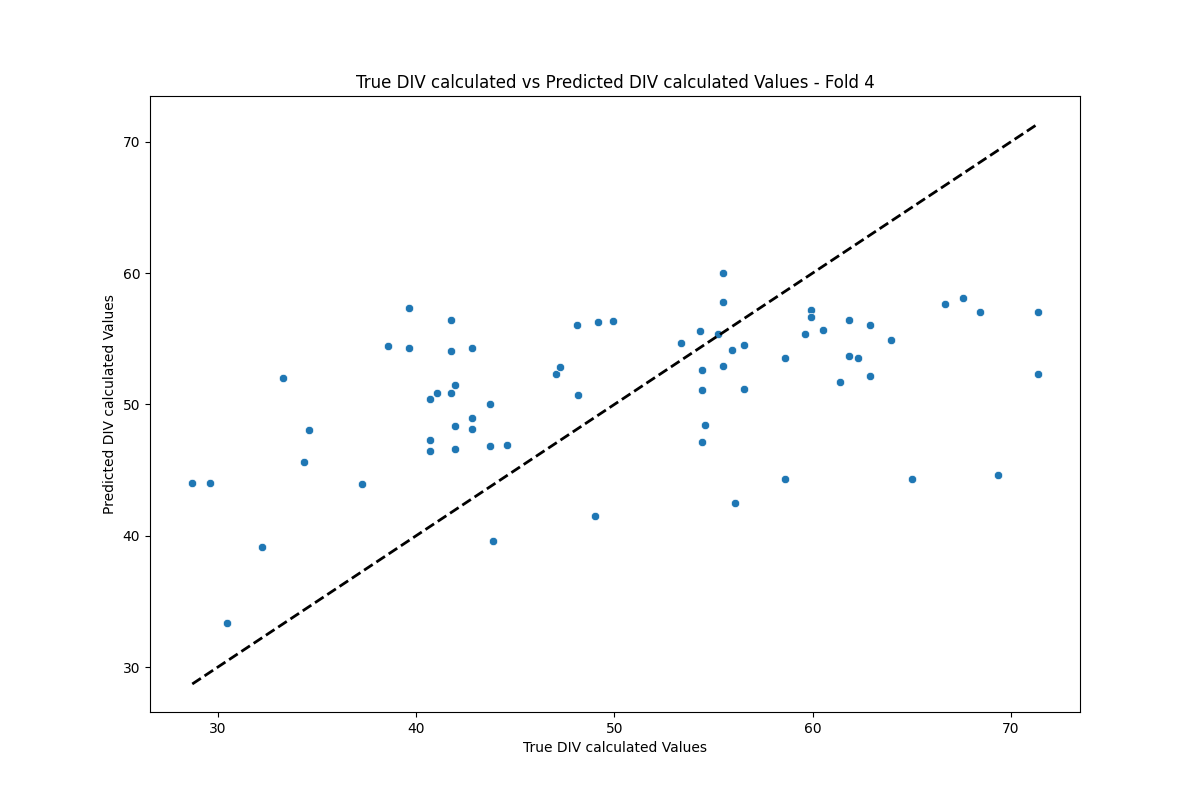 True DIV calculated vs Predicted DIV calculated Values - Fold 4
70
60
50
40
30
Predicted DIV calculated Values
30 40 50 60 70
True DIV calculated Values